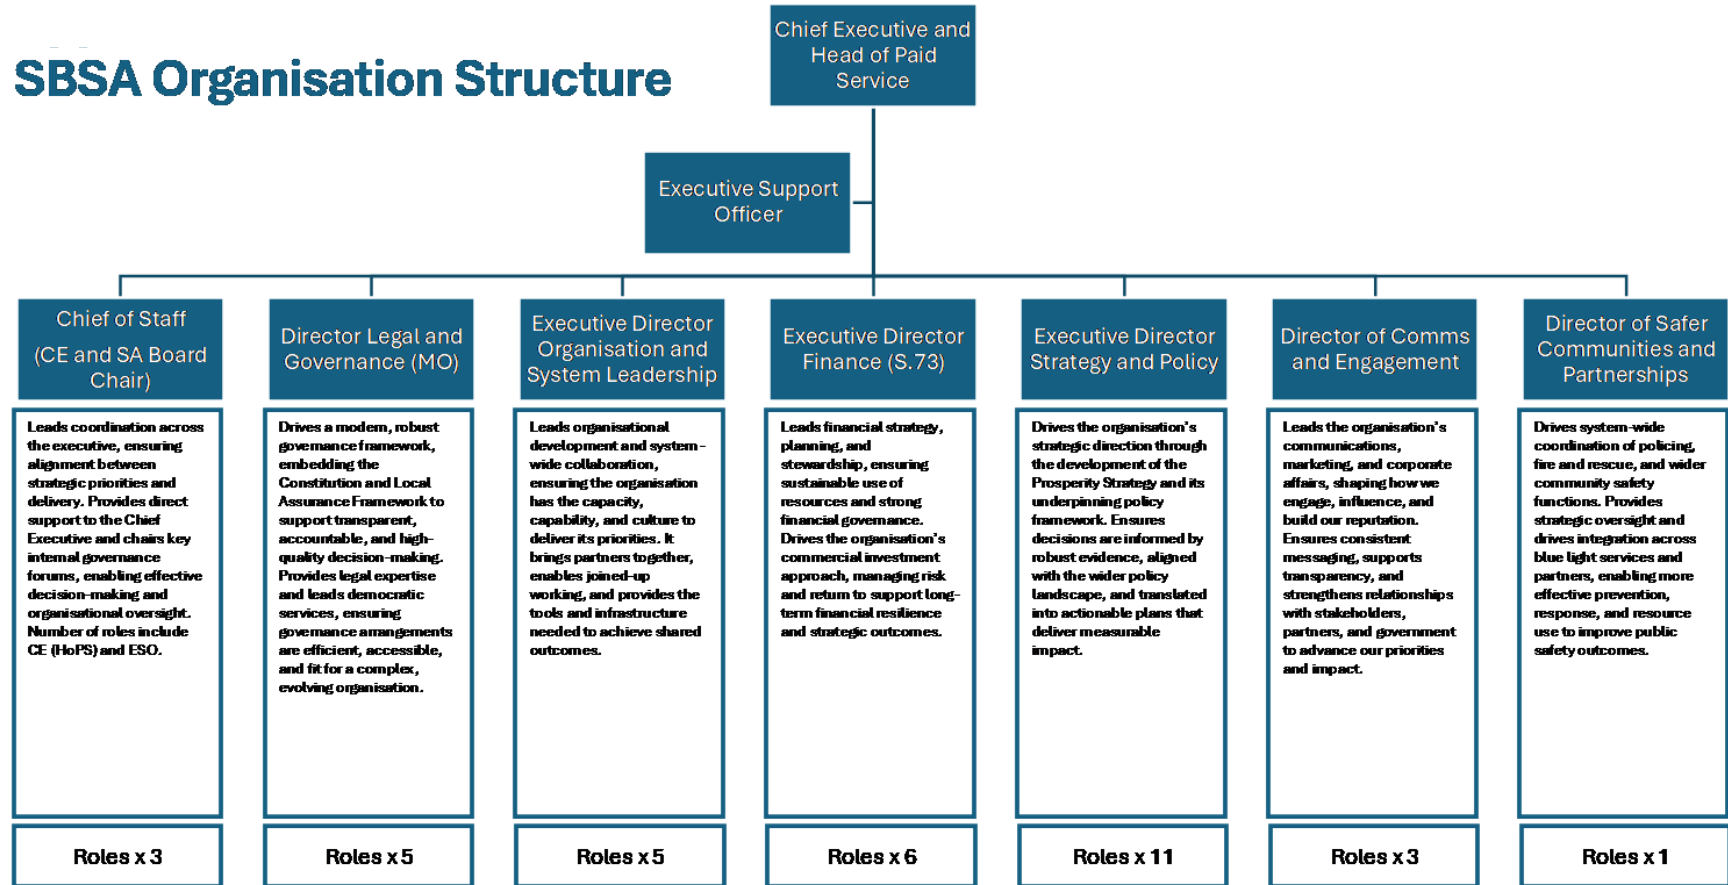 SBSA Organisation Structure
Chief Executive and
Head of Paid
Service
Executive Support
Officer
Chief of Staff
(CE and SA Board
Chair)
Leads coordination across
the executive, ensuring
alignment between
strategic priorities and
delivery. Provides direct
support to the Chief
Executive and chairs key
internal governance
forums, enabling effective
decision-making and
organisational oversight.
Number of roles include
CE (HoPS) and ESO.
Roles x 3
Director Legal and
Governance (MO)
Drives a modern, robust
governance framework,
embedding the
Constitution and Local
Assurance Framework to
support transparent,
accountable, and high-
quality decision-making.
Provides legal expertise
and leads democratic
services, ensuring
governance arrangements
are efficient, accessible,
and fit for a complex,
evolving organisation.
Roles x 5
Executive Director
Organisation and
System Leadership
Leads organisational
development and system-
wide collaboration,
ensuring the organisation
has the capacity,
capability, and culture to
deliver its priorities. It
brings partners together,
enables joined-up
working, and provides the
tools and infrastructure
needed to achieve shared
outcomes.
Roles x 5
Executive Director
Finance (S.73)
Leads financial strategy,
planning, and
stewardship, ensuring
sustainable use of
resources and strong
financial governance.
Drives the organisation's
commercial investment
approach, managing risk
and return to support long-
term financial resilience
and strategic outcomes.
Roles x 6
Executive Director
Strategy and Policy
Drives the organisation's
strategic direction through
the development of the
Prosperity Strategy and its
underpinning policy
framework. Ensures
decisions are informed by
robust evidence, aligned
with the wider policy
landscape, and translated
into actionable plans that
deliver measurable
impact.
Roles x 11
Director of Comms
and Engagement
Leads the organisation's
communications,
marketing, and corporate
affairs, shaping how we
engage, influence, and
build our reputation.
Ensures consistent
messaging, supports
transparency, and
strengthens relationships
with stakeholders,
partners, and government
to advance our priorities
and impact.
Roles x 3
Director of Safer
Communities and
Partnerships
Drives system-wide
coordination of policing,
fire and rescue, and wider
community safety
functions. Provides
strategic oversight and
drives integration across
blue light services and
partners, enabling more
effective prevention,
response, and resource
use to improve public
safety outcomes.
Roles x 1